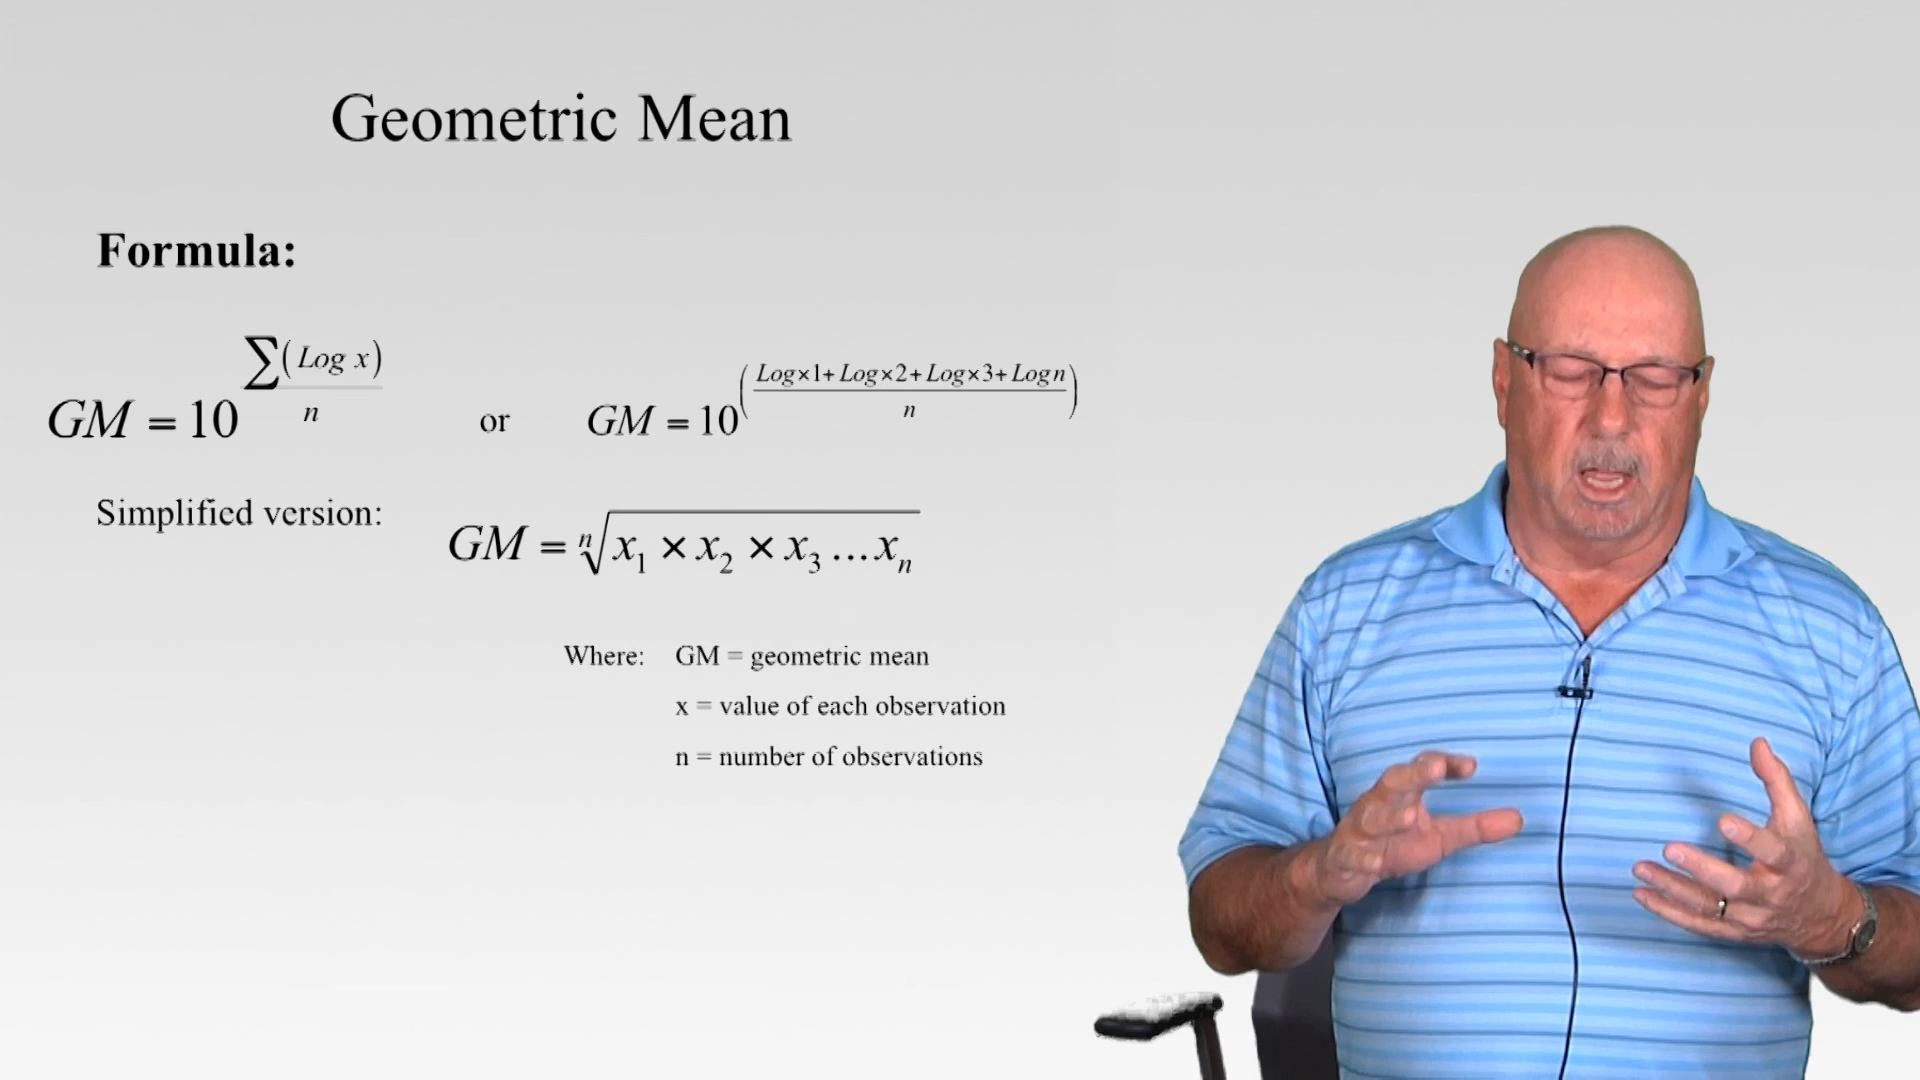 Geometric Mean
Formula:
GM = 10^(∑(Log x)/n) or GM = 10^((Log×1+Log×2+Log×3+Log n)/n)
Simplified version:
GM = ⁿ√(x₁ × x₂ × x₃ ...xₙ)
Where: GM = geometric mean
x = value of each observation
n = number of observations